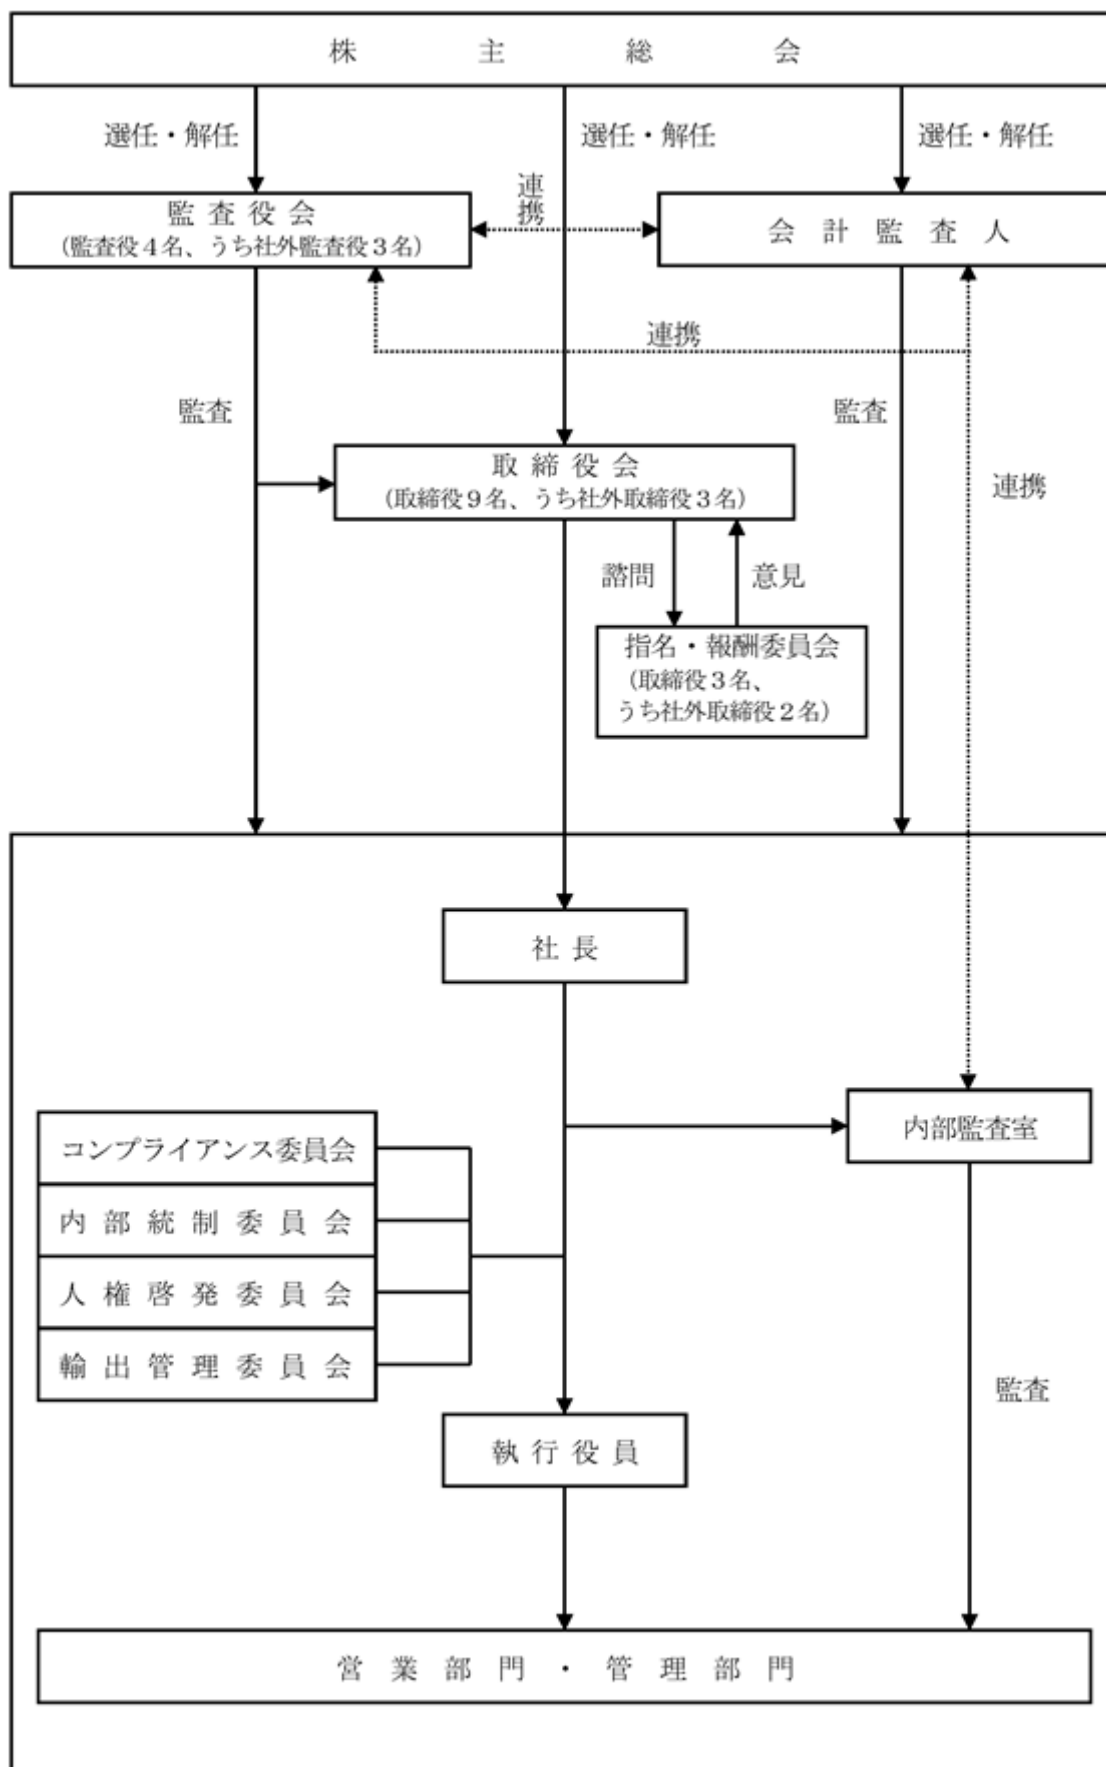 株主総会
選任・解任
選任・解任
選任・解任
連携
監査役会
(監査役4名、うち社外監査役3名)
会計監査人
連携
監査
監査
取締役会
(取締役9名、うち社外取締役3名)
連携
諮問
意見
指名・報酬委員会
(取締役3名、
うち社外取締役2名)
社長
内部監査室
コンプライアンス委員会
内部統制委員会
人権啓発委員会
輸出管理委員会
監査
執行役員
営業部門・管理部門